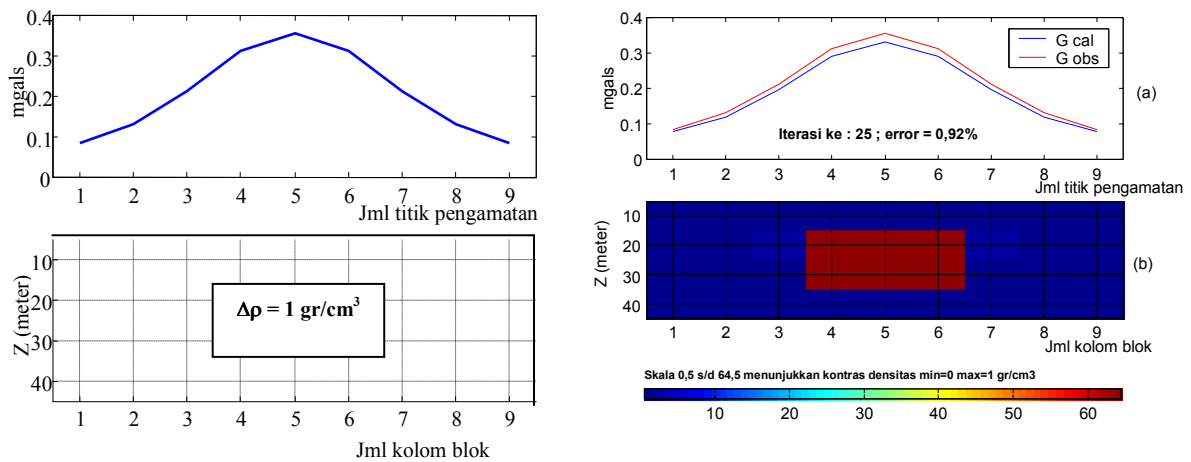 0.4
0.3
0.2
0.1
0
mgals
1 2 3 4 5 6 7 8 9
Jml titik pengamatan
10
20
30
40
Z (meter)
Δρ = 1 gr/cm³
1 2 3 4 5 6 7 8 9
Jml kolom blok
0.4
0.3
0.2
0.1
0
mgals
G cal
G obs
(a)
Iterasi ke : 25 ; error = 0,92%
1 2 3 4 5 6 7 8 9
Jml titik pengamatan
10
20
30
40
Z (meter)
(b)
1 2 3 4 5 6 7 8 9
Jml kolom blok
Skala 0,5 s/d 64,5 menunjukkan kontras densitas min=0 max=1 gr/cm3
10 20 30 40 50 60